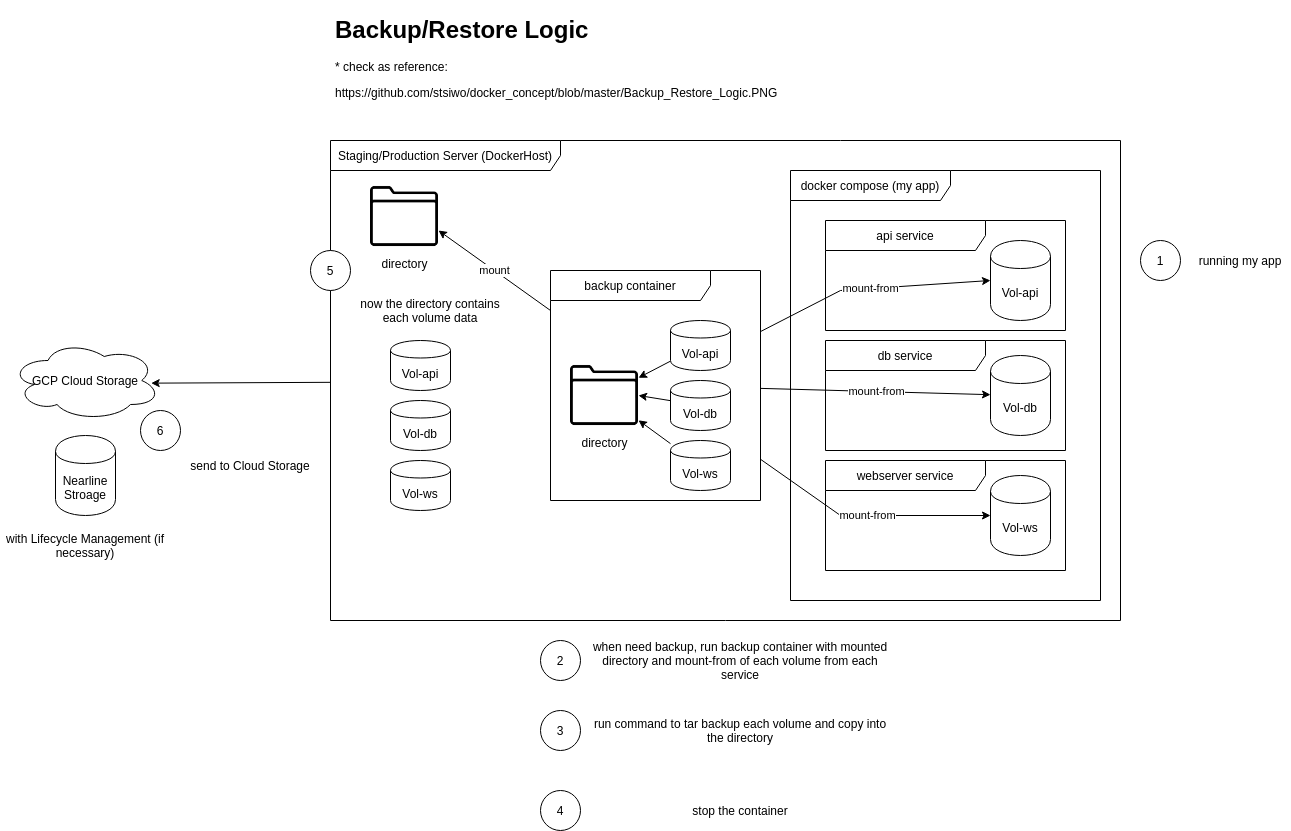 Backup/Restore Logic
* check as reference:
https://github.com/stsiwo/docker_concept/blob/master/Backup_Restore_Logic.PNG
Staging/Production Server (DockerHost)
directory
mount
5
now the directory contains
each volume data
Vol-api
Vol-db
Vol-ws
backup container
Vol-api
Vol-db
Vol-ws
directory
docker compose (my app)
api service
mount-from
Vol-api
db service
mount-from
Vol-db
webserver service
mount-from
Vol-ws
1
running my app
GCP Cloud Storage
6
send to Cloud Storage
Nearline
Stroage
with Lifecycle Management (if
necessary)
2
when need backup, run backup container with mounted
directory and mount-from of each volume from each
service
3
run command to tar backup each volume and copy into
the directory
4
stop the container